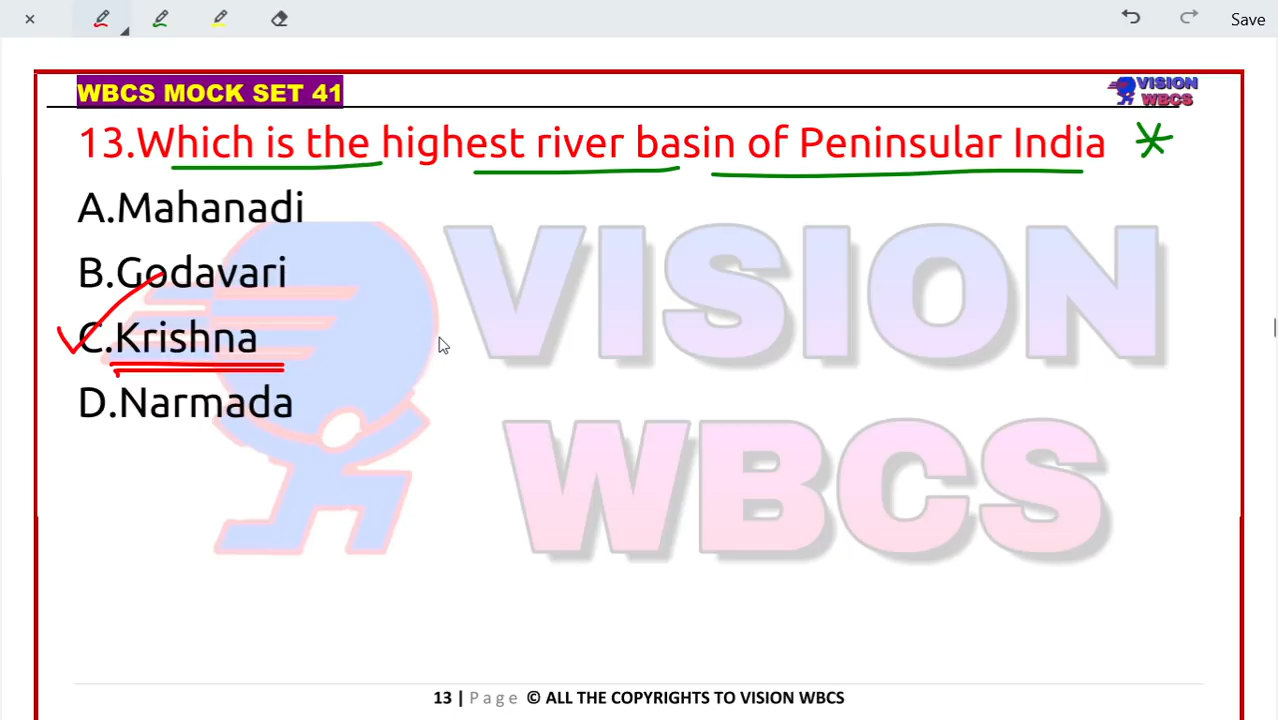 Save
WBCS MOCK SET 41
VISION
WBCS
13.Which is the highest river basin of Peninsular India
A.Mahanadi
B.Godavari
C.Krishna
D.Narmada
VISION
WBCS
13 | Page © ALL THE COPYRIGHTS TO VISION WBCS